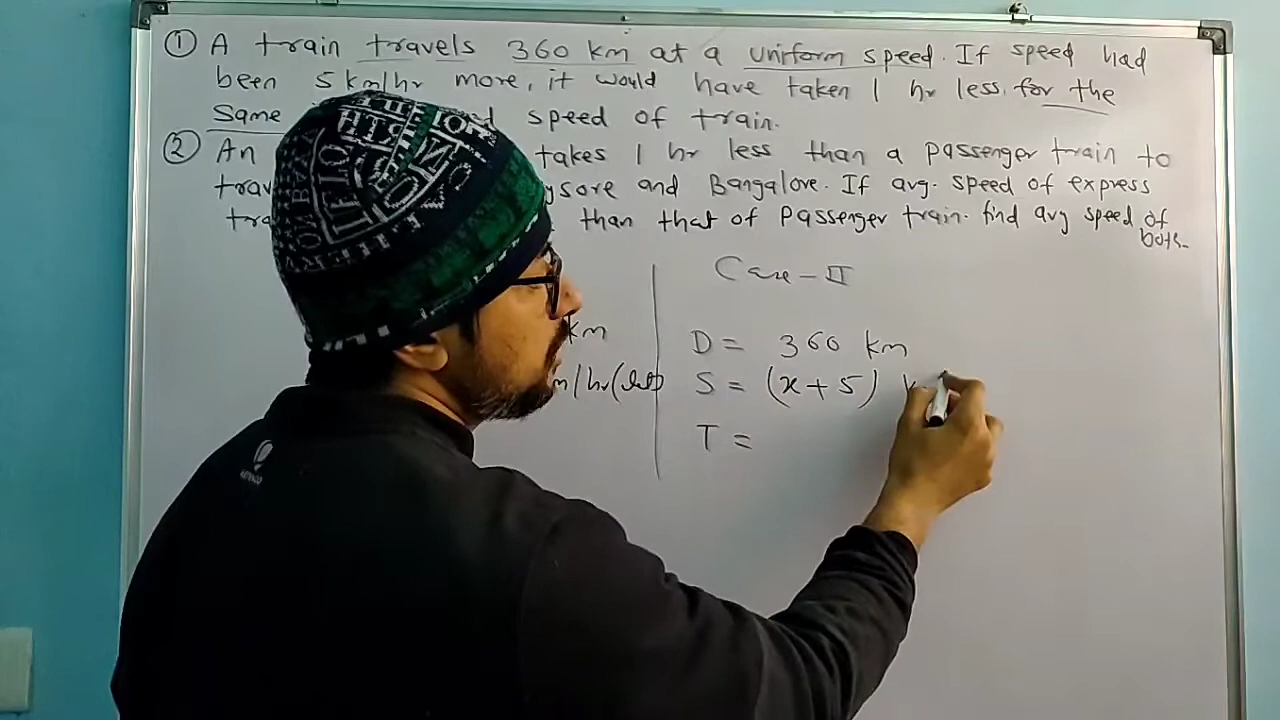 ① A train travels 360 km at a uniform speed. If speed had
been 5 km/hr more, it would have taken 1 hr less for the
Same speed of train.
② An takes 1 hr less than a passenger train to
and Bangalore. If avg. speed of express
than that of Passenger train. find avg speed of
both.
Case - II
km
D = 360 km
/hr (let) S = (x + 5)
T =